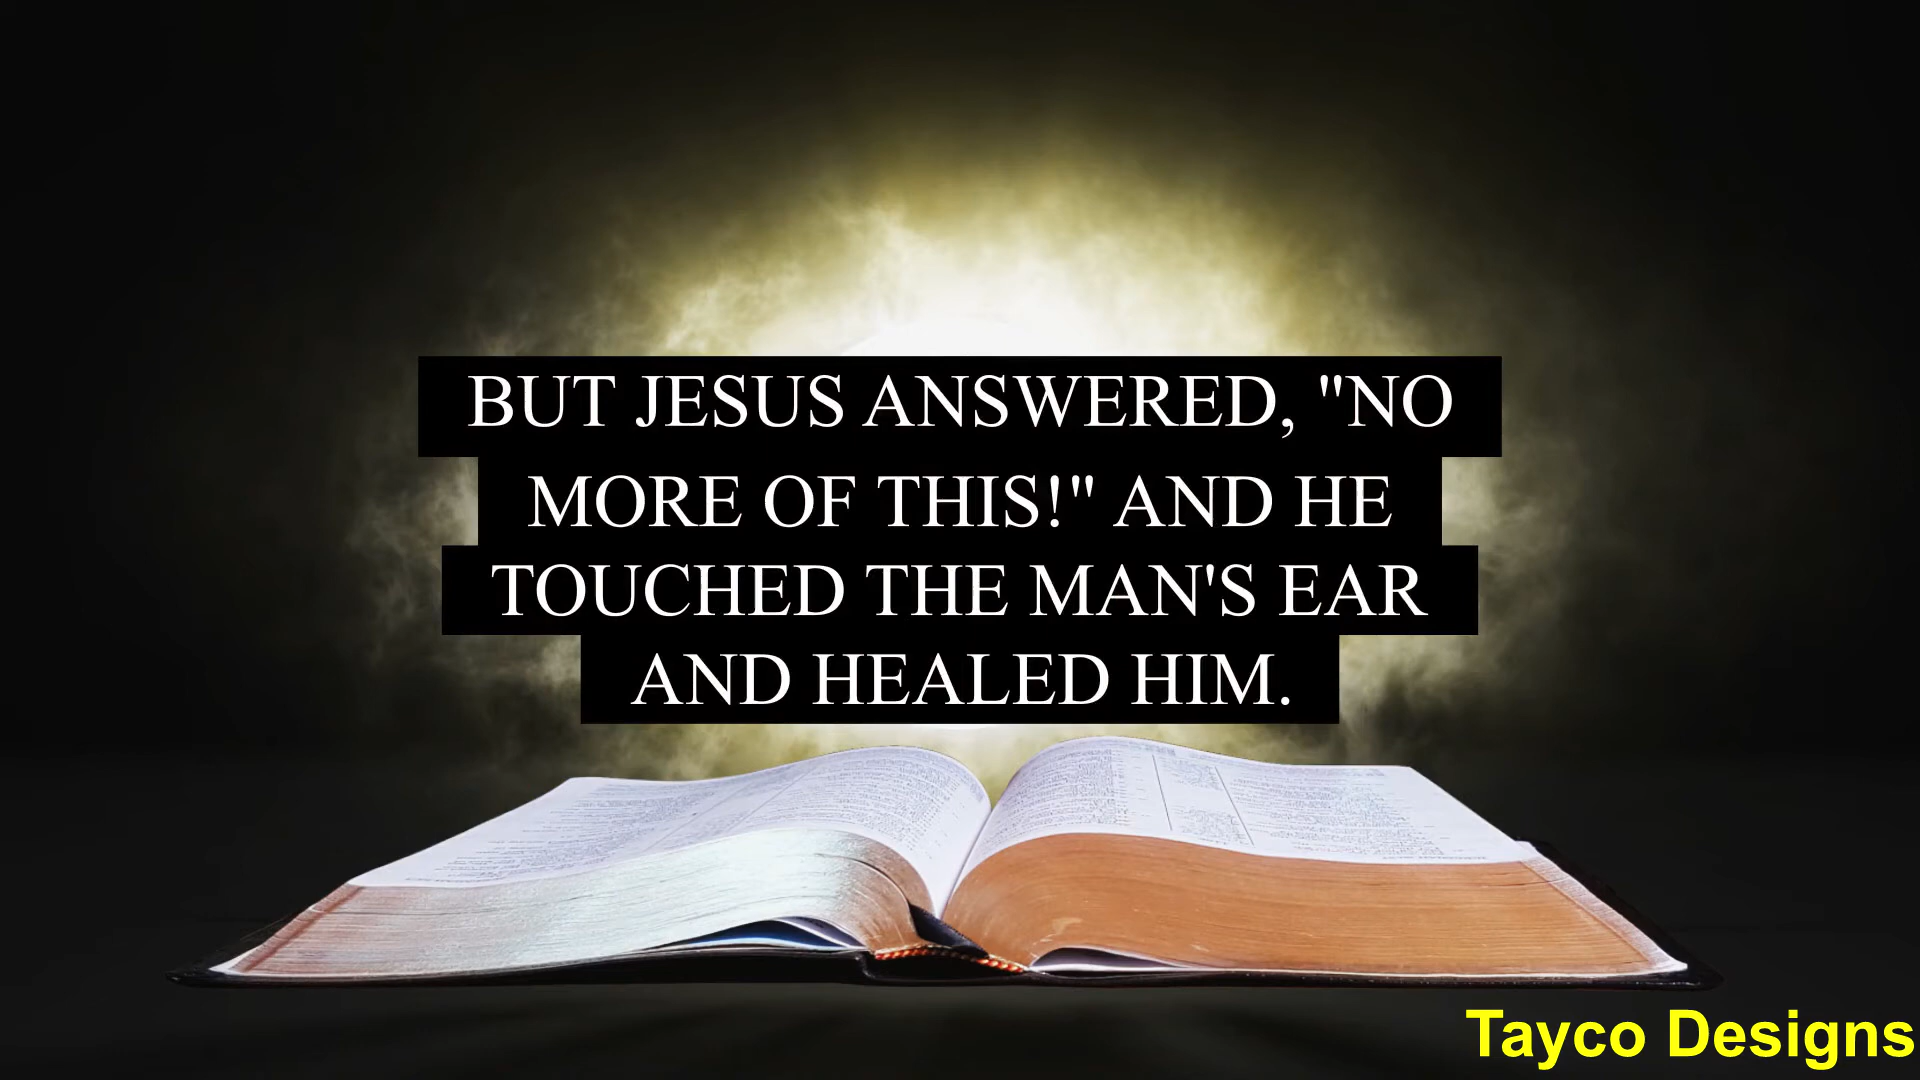 BUT JESUS ANSWERED, "NO
MORE OF THIS!" AND HE
TOUCHED THE MAN'S EAR
AND HEALED HIM.
Tayco Designs